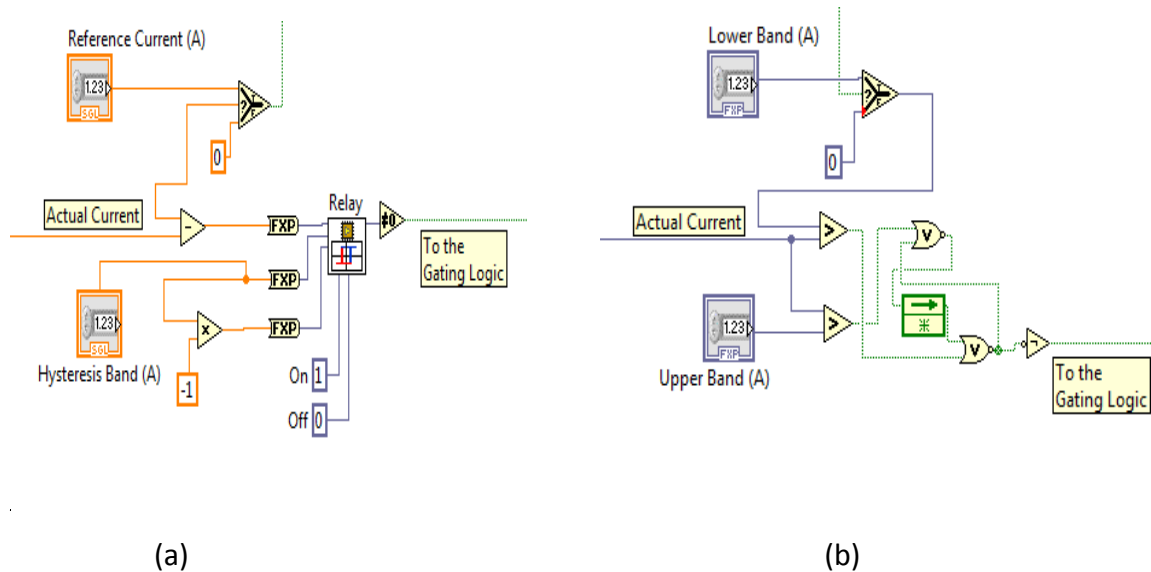 Reference Current (A)
1.23
SGL
T
?
F
0
Actual Current
-
FXP
Relay
≠0
To the
Gating Logic
FXP
1.23
SGL
x
FXP
Hysteresis Band (A)
-1
On 1
Off 0
(a)
Lower Band (A)
1.23
FXP
T
?
F
0
Actual Current
>
V
1.23
FXP
>
V
¬
Upper Band (A)
To the
Gating Logic
(b)